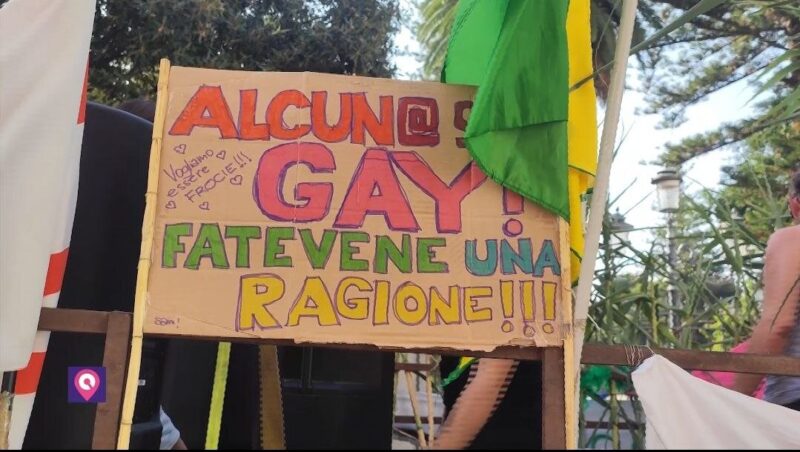 ALCUN@
GAY!
FATEVENE UNA
RAGIONE!!!
Vogliamo
essere
FROCIE!!!